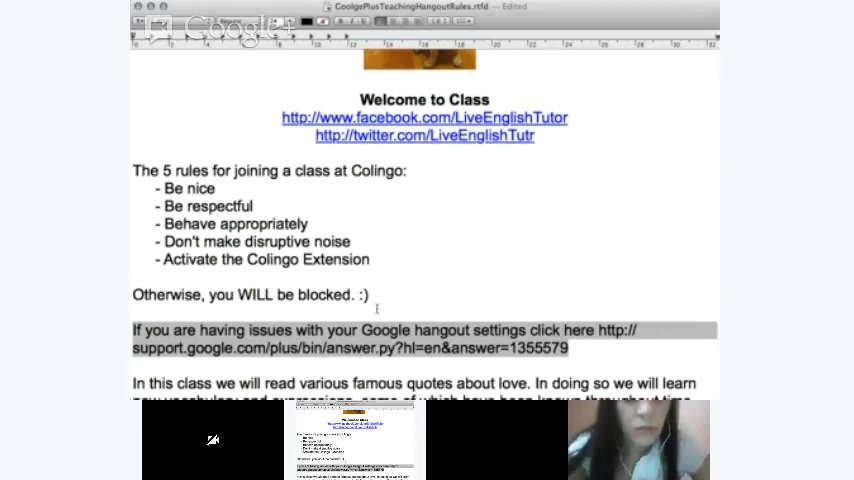 CoolgePlusTeachingHangoutRules.rtfd — Edited
Google+
Welcome to Class
http://www.facebook.com/LiveEnglishTutor
http://twitter.com/LiveEnglishTutr
The 5 rules for joining a class at Colingo:
- Be nice
- Be respectful
- Behave appropriately
- Don't make disruptive noise
- Activate the Colingo Extension
Otherwise, you WILL be blocked. :)
If you are having issues with your Google hangout settings click here http://
support.google.com/plus/bin/answer.py?hl=en&answer=1355579
In this class we will read various famous quotes about love. In doing so we will learn